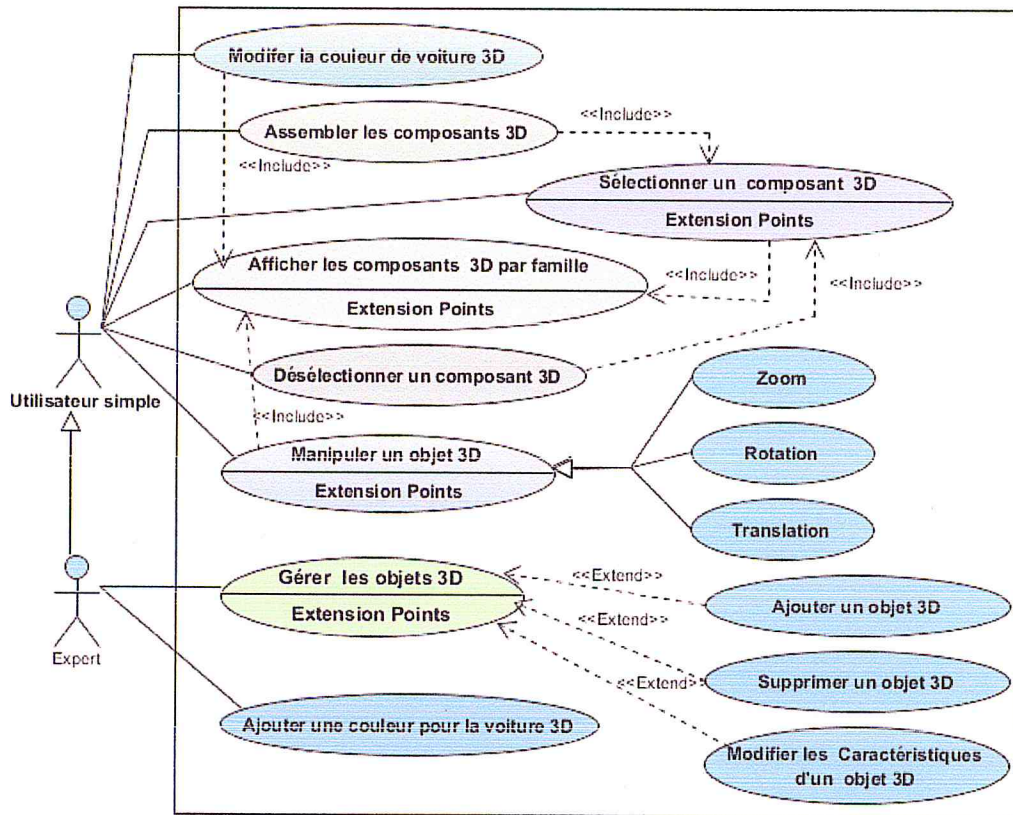 Modifer la couleur de voiture 3D
<<Include>>
Assembler les composants 3D
<<Include>>
Sélectionner un composant 3D
Extension Points
Afficher les composants 3D par famille
Extension Points
<<Include>>
<<Include>>
Désélectionner un composant 3D
<<Include>>
Zoom
Utilisateur simple
Manipuler un objet 3D
Extension Points
Rotation
Translation
Gérer les objets 3D
Extension Points
<<Extend>>
Ajouter un objet 3D
<<Extend>>
Expert
Supprimer un objet 3D
<<Extend>>
Ajouter une couleur pour la voiture 3D
Modifier les Caractéristiques
d'un objet 3D